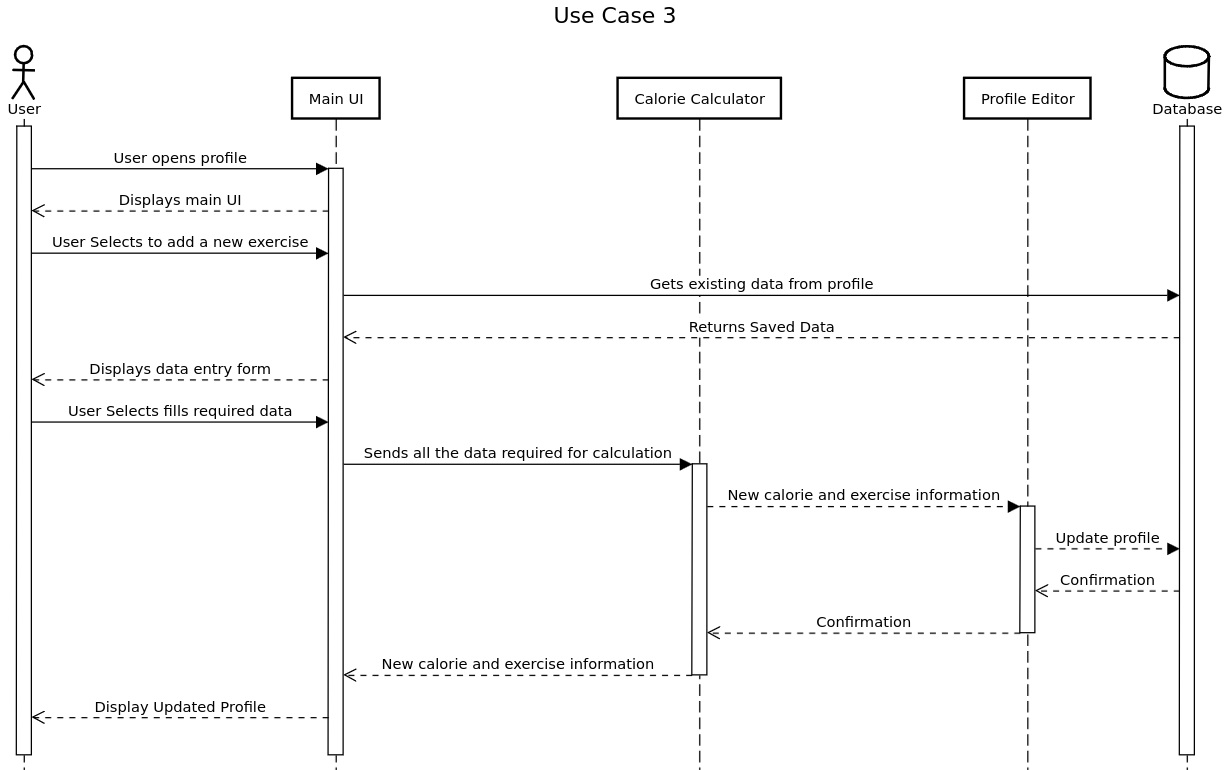 Use Case 3
User
Main UI
Calorie Calculator
Profile Editor
Database
User opens profile
Displays main UI
User Selects to add a new exercise
Gets existing data from profile
Returns Saved Data
Displays data entry form
User Selects fills required data
Sends all the data required for calculation
New calorie and exercise information
Update profile
Confirmation
Confirmation
New calorie and exercise information
Display Updated Profile